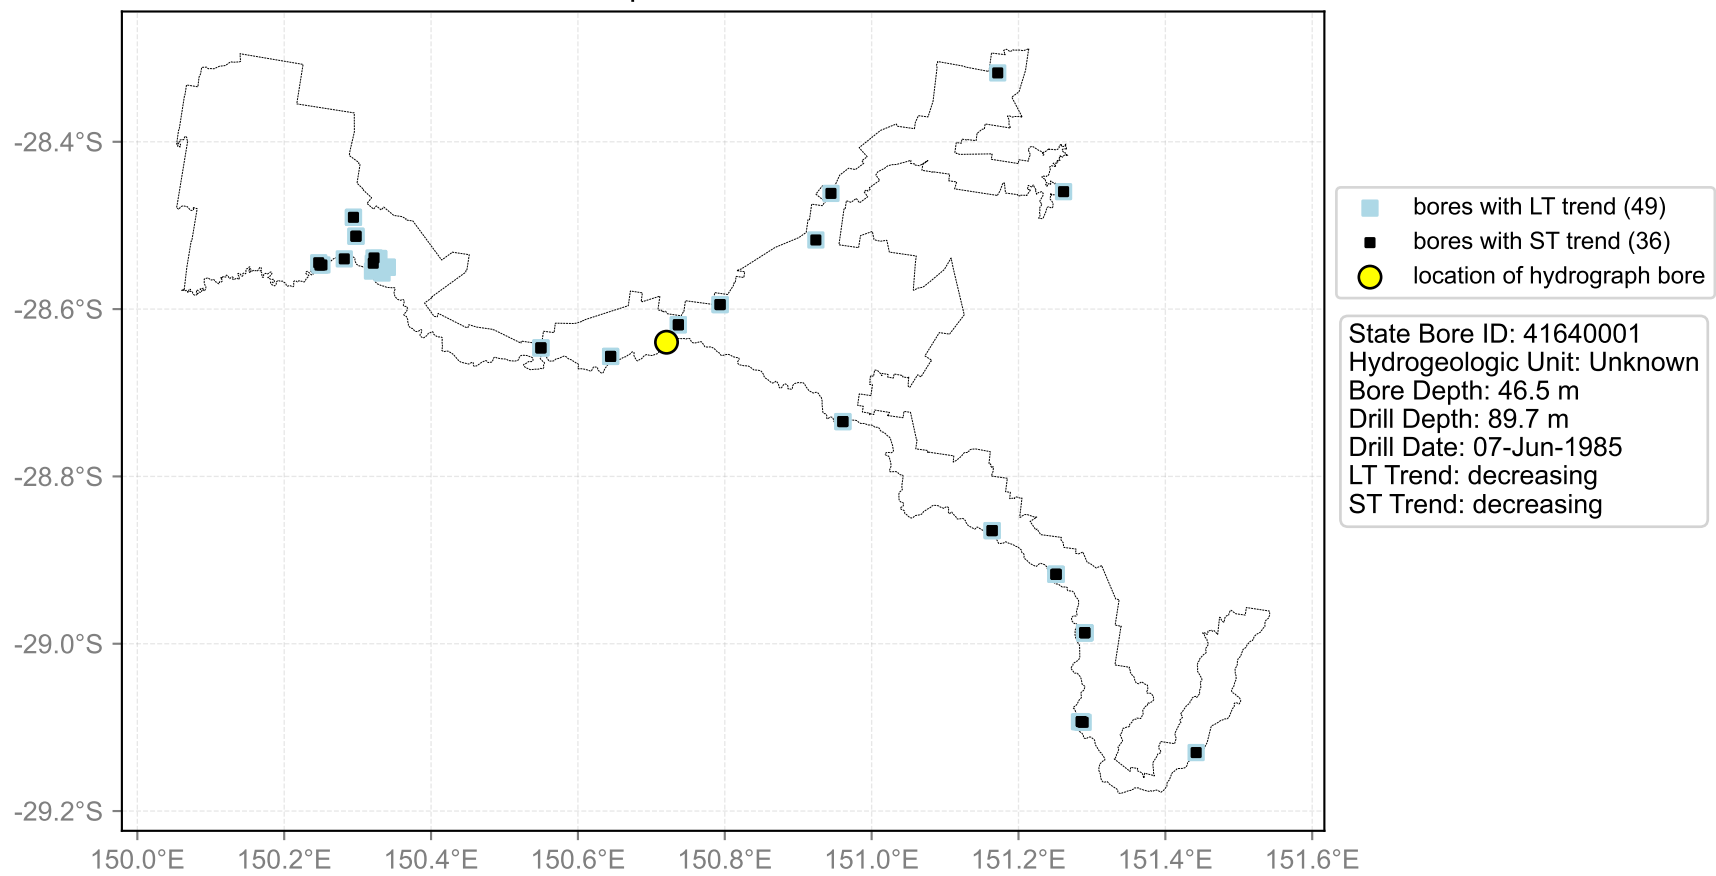 -28.4°S
-28.6°S
-28.8°S
-29.0°S
-29.2°S
150.0°E
150.2°E
150.4°E
150.6°E
150.8°E
151.0°E
151.2°E
151.4°E
151.6°E
bores with LT trend (49)
bores with ST trend (36)
location of hydrograph bore
State Bore ID: 41640001
Hydrogeologic Unit: Unknown
Bore Depth: 46.5 m
Drill Depth: 89.7 m
Drill Date: 07-Jun-1985
LT Trend: decreasing
ST Trend: decreasing